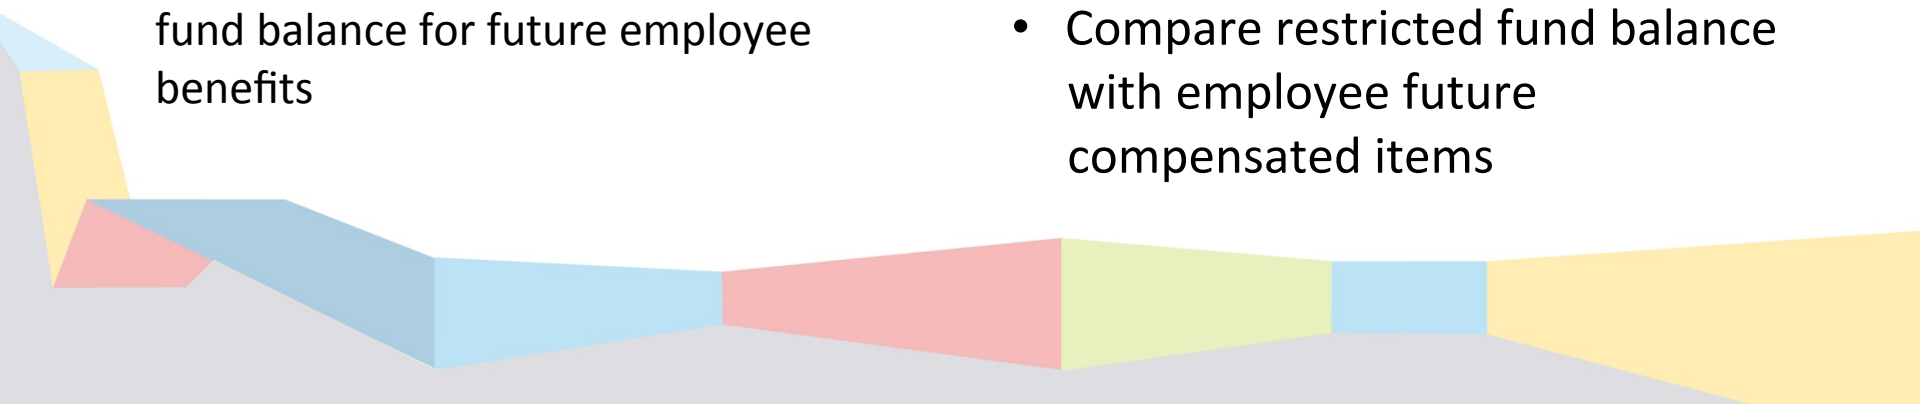 fund balance for future employee
benefits
• Compare restricted fund balance
with employee future
compensated items